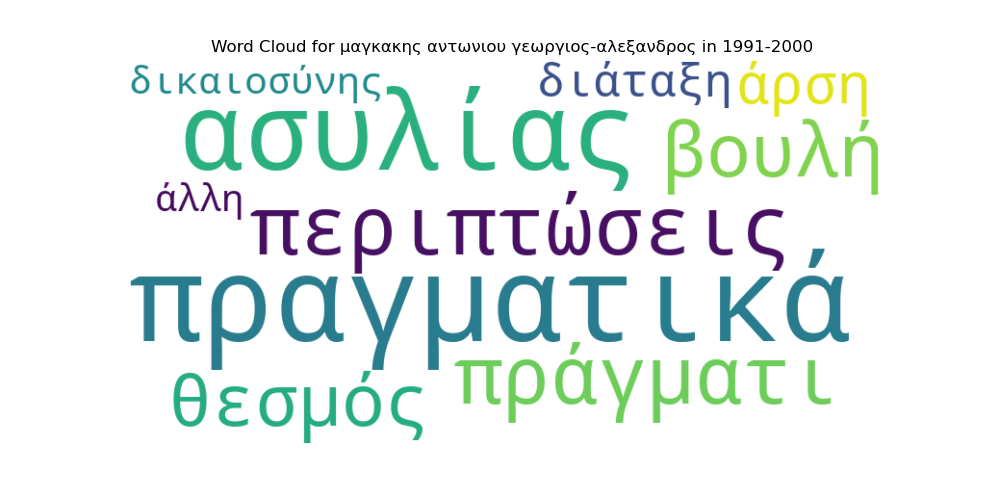 Word Cloud for μαγκακης αντωνιου γεωργιος-αλεξανδρος in 1991-2000
δικαιοσύνης διάταξη άρση
ασυλίας βουλή
άλλη περιπτώσεις
πραγματικά
θεσμός πράγματι